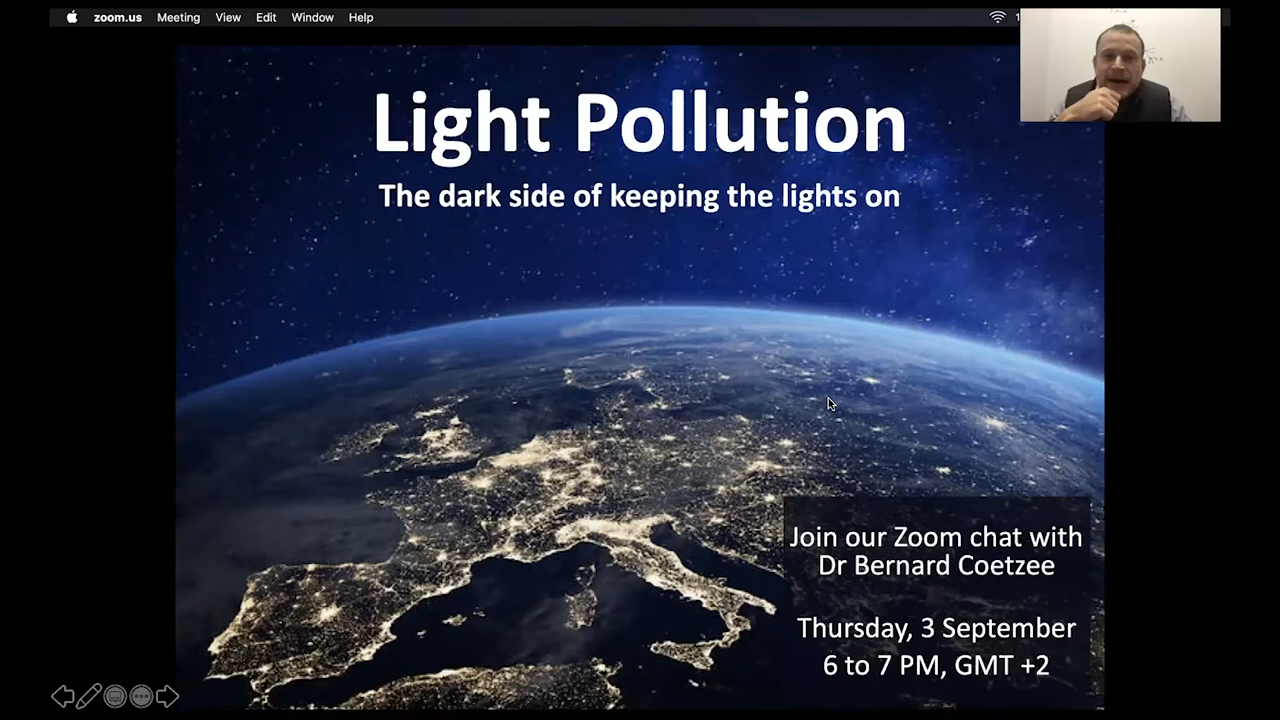 zoom.us Meeting View Edit Window Help
Light Pollution
The dark side of keeping the lights on
Join our Zoom chat with
Dr Bernard Coetzee
Thursday, 3 September
6 to 7 PM, GMT +2